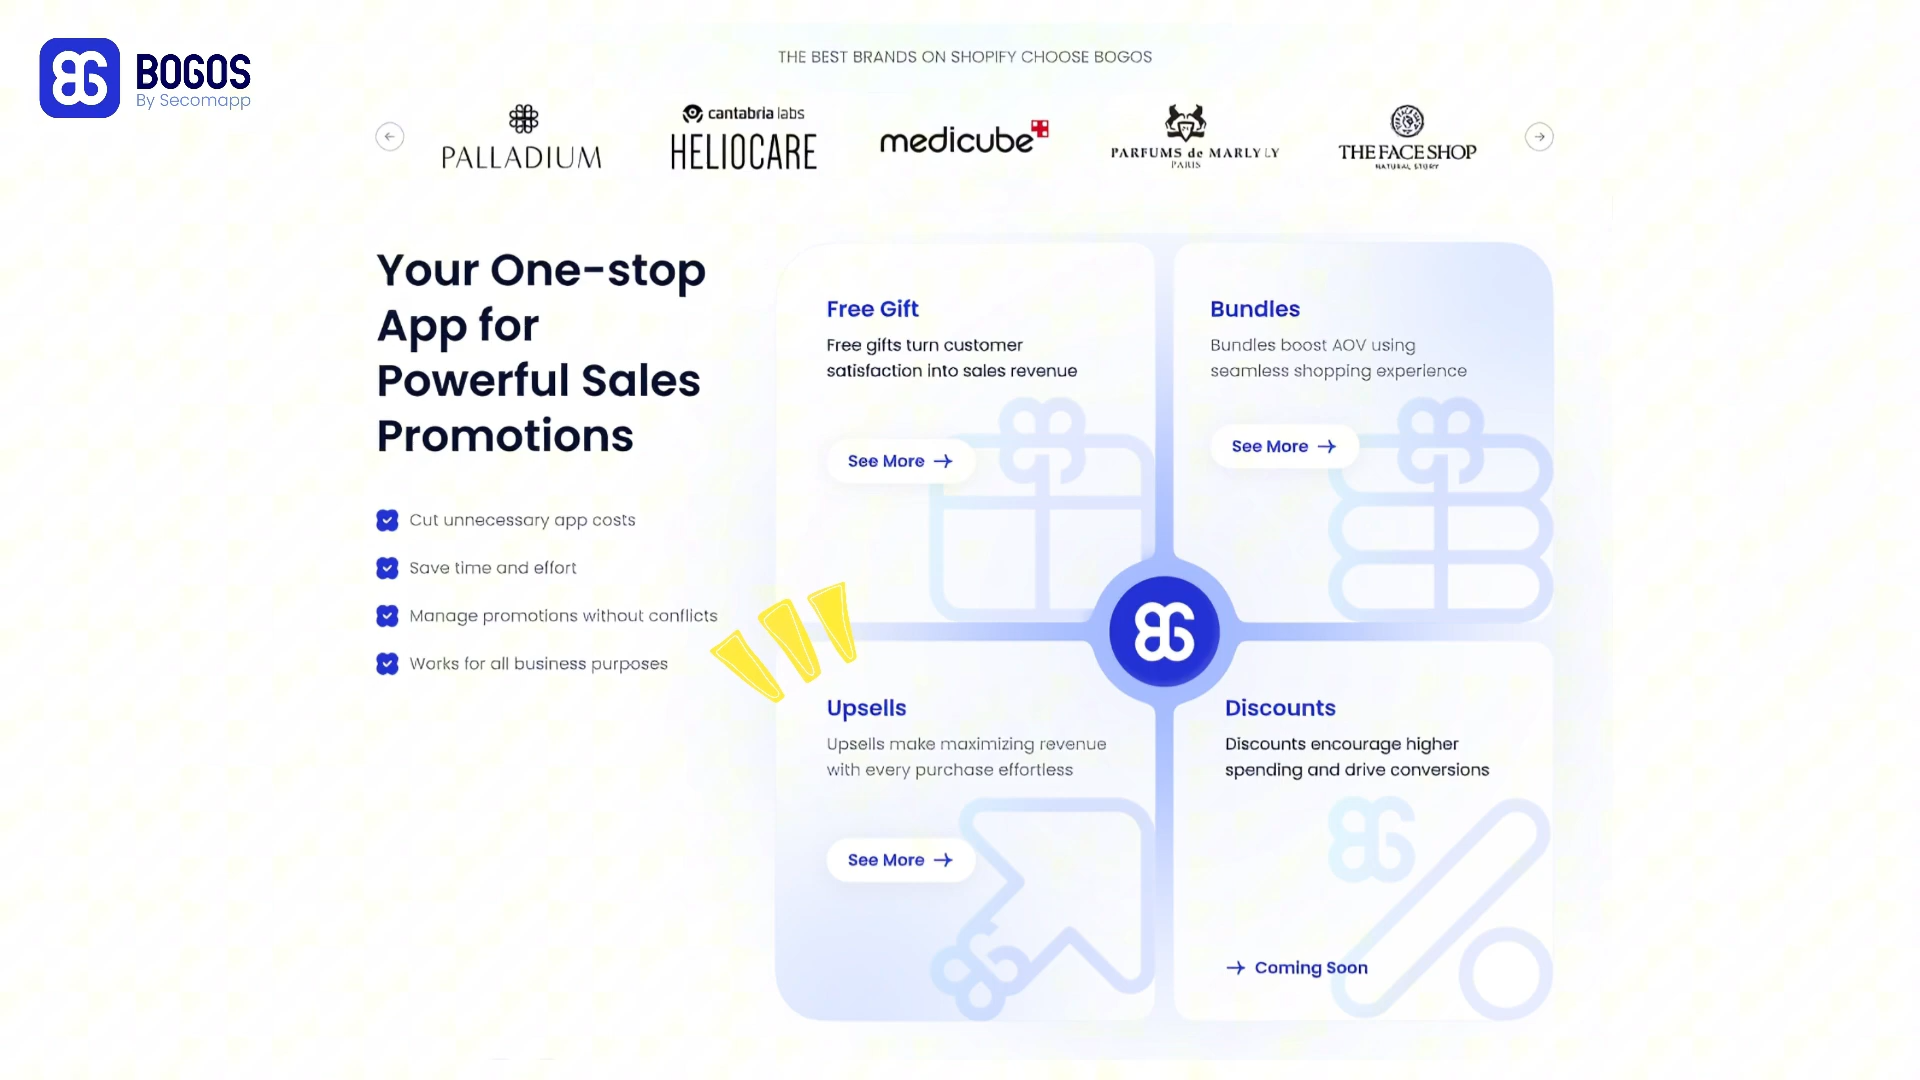 BOGOS
By Secomapp
THE BEST BRANDS ON SHOPIFY CHOOSE BOGOS
PALLADIUM
cantabria labs
HELIOCARE
medicube
PARFUMS de MARLYLY
PARIS
THE FACE SHOP
NATURAL STORY
Your One-stop
App for
Powerful Sales
Promotions
Cut unnecessary app costs
Save time and effort
Manage promotions without conflicts
Works for all business purposes
Free Gift
Free gifts turn customer
satisfaction into sales revenue
See More
Bundles
Bundles boost AOV using
seamless shopping experience
See More
Upsells
Upsells make maximizing revenue
with every purchase effortless
See More
Discounts
Discounts encourage higher
spending and drive conversions
Coming Soon